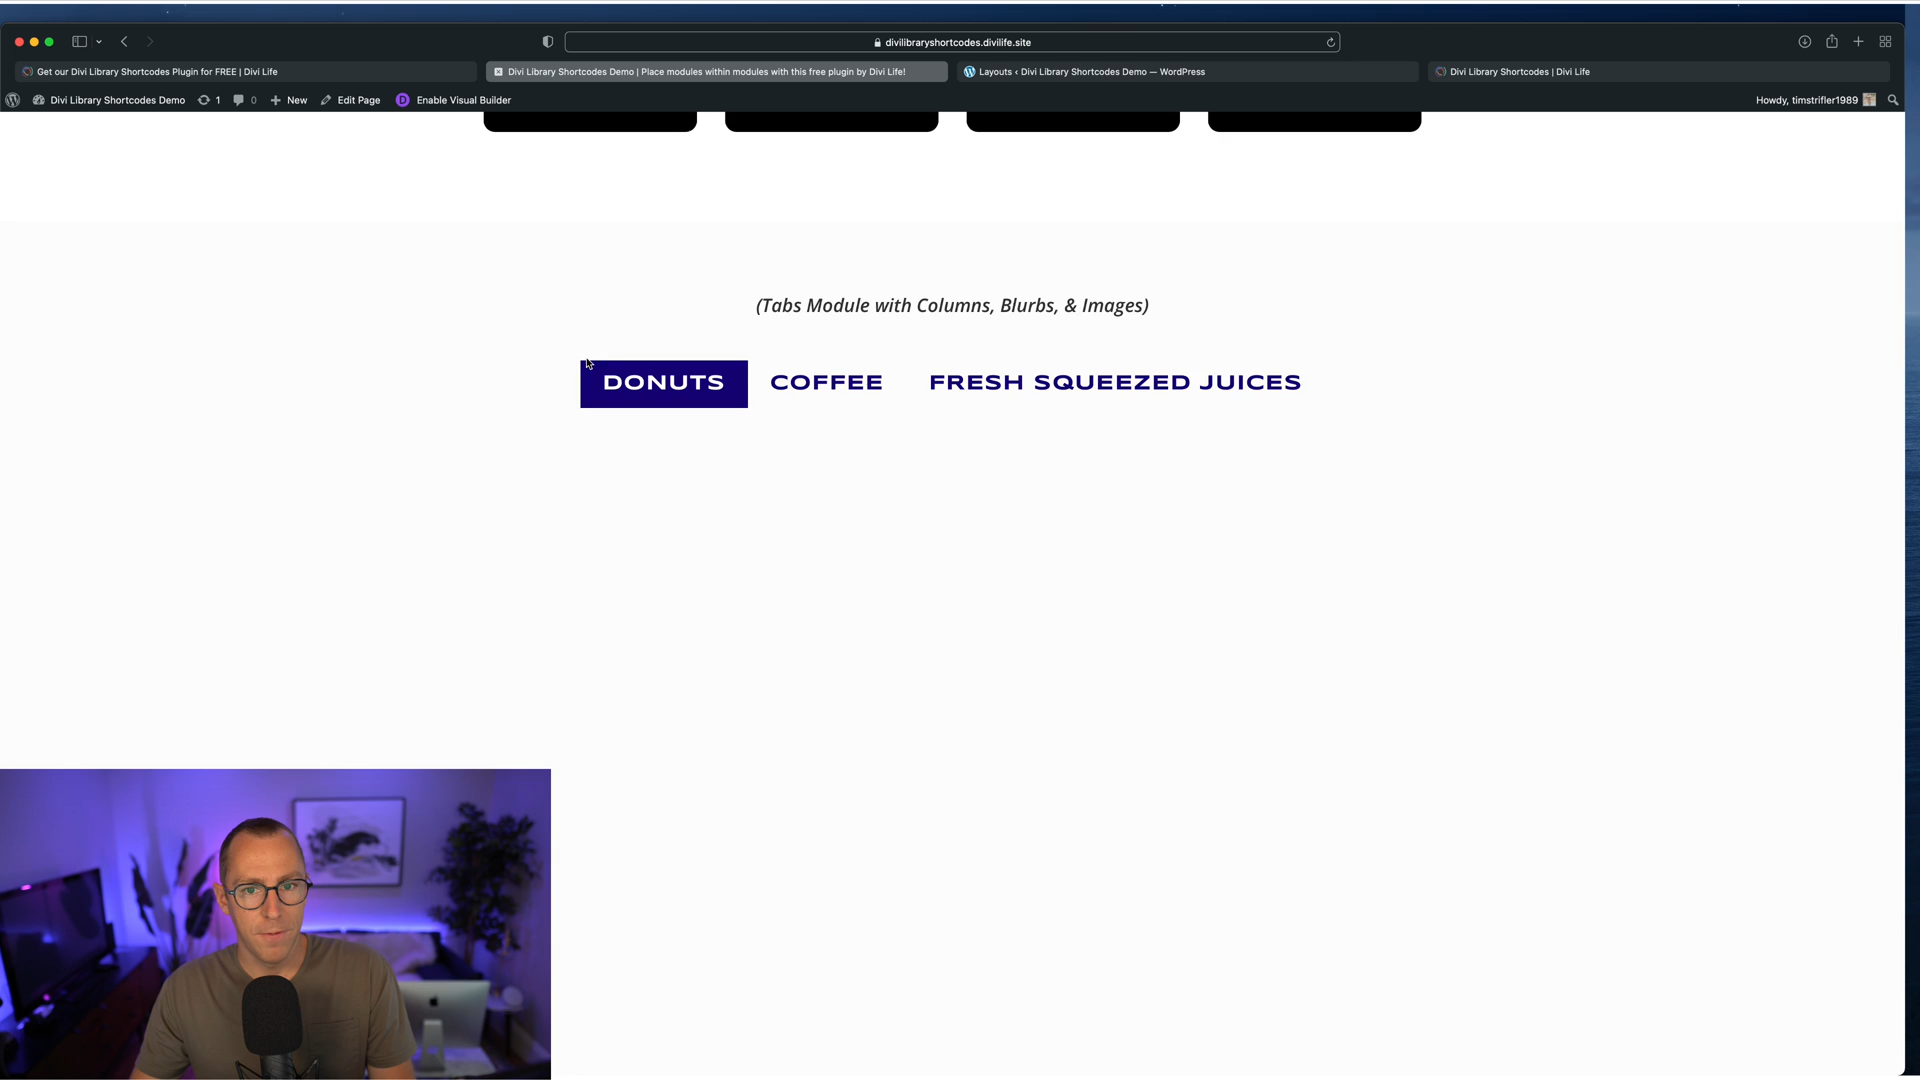 divilibraryshortcodes.divilife.site
Get our Divi Library Shortcodes Plugin for FREE | Divi Life
Divi Library Shortcodes Demo | Place modules within modules with this free plugin by Divi Life!
Layouts ‹ Divi Library Shortcodes Demo — WordPress
Divi Library Shortcodes | Divi Life
Divi Library Shortcodes Demo 1 0 New Edit Page D Enable Visual Builder Howdy, timstrifler1989
(Tabs Module with Columns, Blurbs, & Images)
DONUTS COFFEE FRESH SQUEEZED JUICES